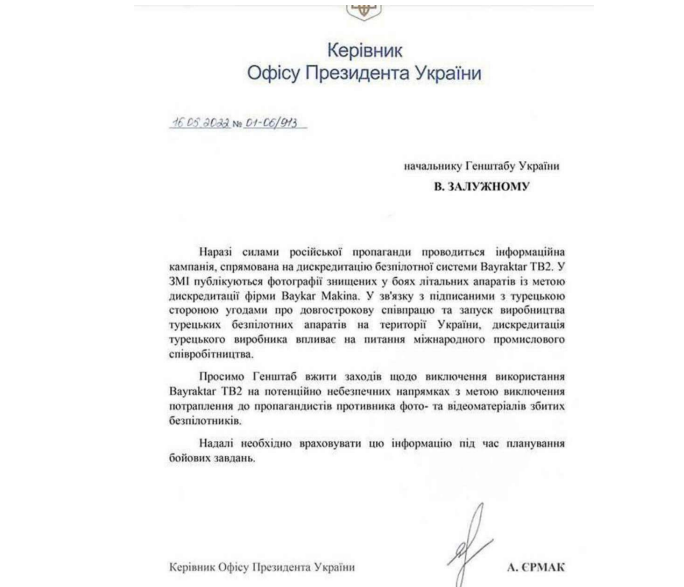 Керівник
Офісу Президента України
16.05.2022 № 01-06/913
начальнику Генштабу України
В. ЗАЛУЖНОМУ
Наразі силами російської пропаганди проводиться інформаційна
кампанія, спрямована на дискредитацію безпілотної системи Bayraktar TB2. У
ЗМІ публікуються фотографії знищених у боях літальних апаратів із метою
дискредитації фірми Baykar Makina. У зв'язку з підписаними з турецькою
стороною угодами про довгострокову співпрацю та запуск виробництва
турецьких безпілотних апаратів на території України, дискредитація
турецького виробника впливає на питання міжнародного промислового
співробітництва.
Просимо Генштаб вжити заходів щодо виключення використання
Bayraktar TB2 на потенційно небезпечних напрямках з метою виключення
потраплення до пропагандистів противника фото- та відеоматеріалів збитих
безпілотників.
Надалі необхідно враховувати цю інформацію під час планування
бойових завдань.
Керівник Офісу Президента України
А. ЄРМАК